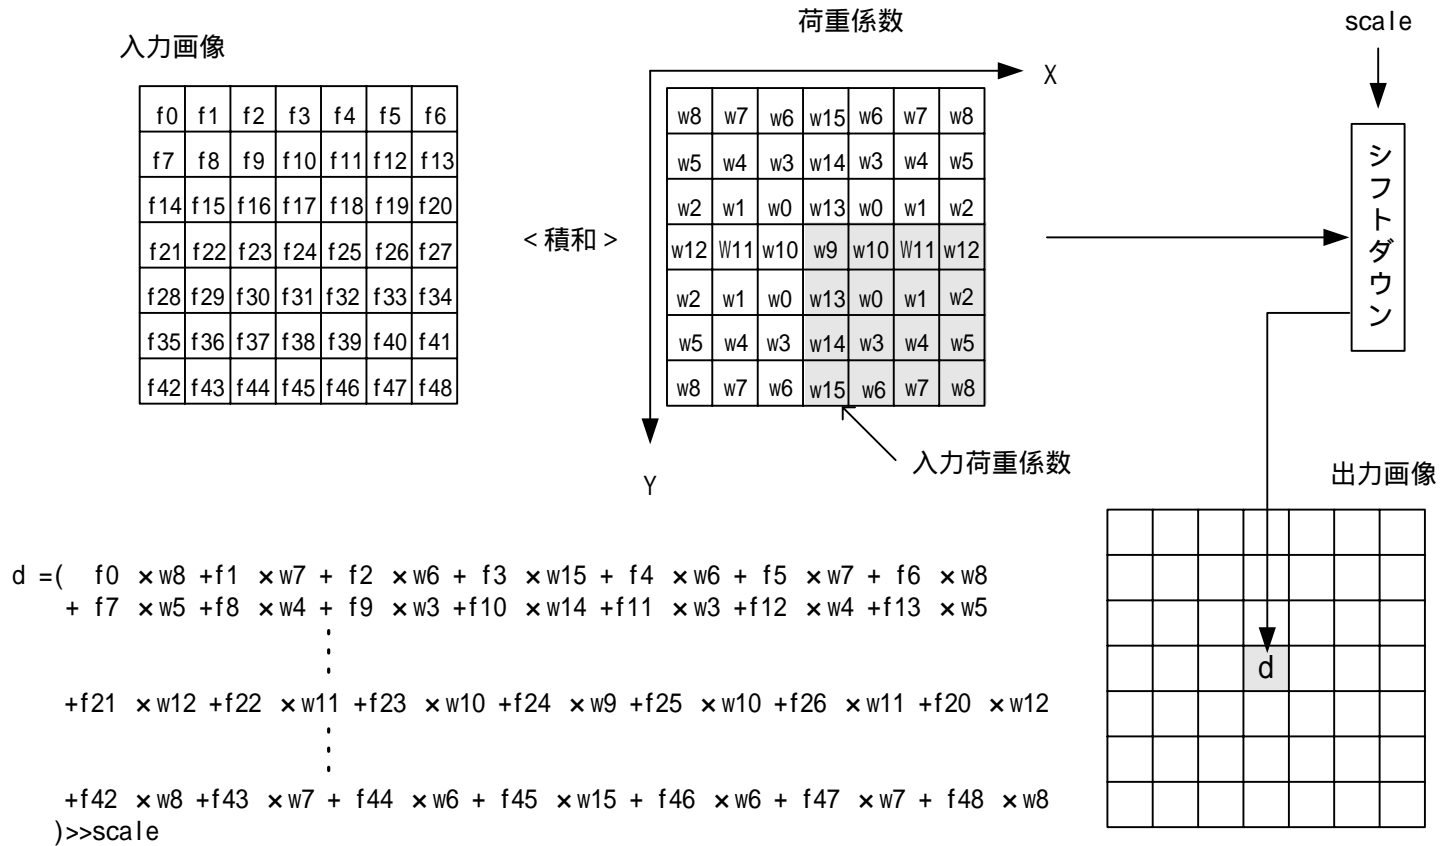 荷重係数
scale
入力画像
X
f0 f1 f2 f3 f4 f5 f6
f7 f8 f9 f10 f11 f12 f13
f14 f15 f16 f17 f18 f19 f20
f21 f22 f23 f24 f25 f26 f27
f28 f29 f30 f31 f32 f33 f34
f35 f36 f37 f38 f39 f40 f41
f42 f43 f44 f45 f46 f47 f48
<積和>
w8 w7 w6 w15 w6 w7 w8
w5 w4 w3 w14 w3 w4 w5
w2 w1 w0 w13 w0 w1 w2
w12 W11 w10 w9 w10 W11 w12
w2 w1 w0 w13 w0 w1 w2
w5 w4 w3 w14 w3 w4 w5
w8 w7 w6 w15 w6 w7 w8
シフトダウン
入力荷重係数
Y
出力画像
d
d =( f0 ×w8 +f1 ×w7 + f2 ×w6 + f3 ×w15 + f4 ×w6 + f5 ×w7 + f6 ×w8
+ f7 ×w5 +f8 ×w4 + f9 ×w3 +f10 ×w14 +f11 ×w3 +f12 ×w4 +f13 ×w5
+f21 ×w12 +f22 ×w11 +f23 ×w10 +f24 ×w9 +f25 ×w10 +f26 ×w11 +f20 ×w12
+f42 ×w8 +f43 ×w7 + f44 ×w6 + f45 ×w15 + f46 ×w6 + f47 ×w7 + f48 ×w8
)>>scale